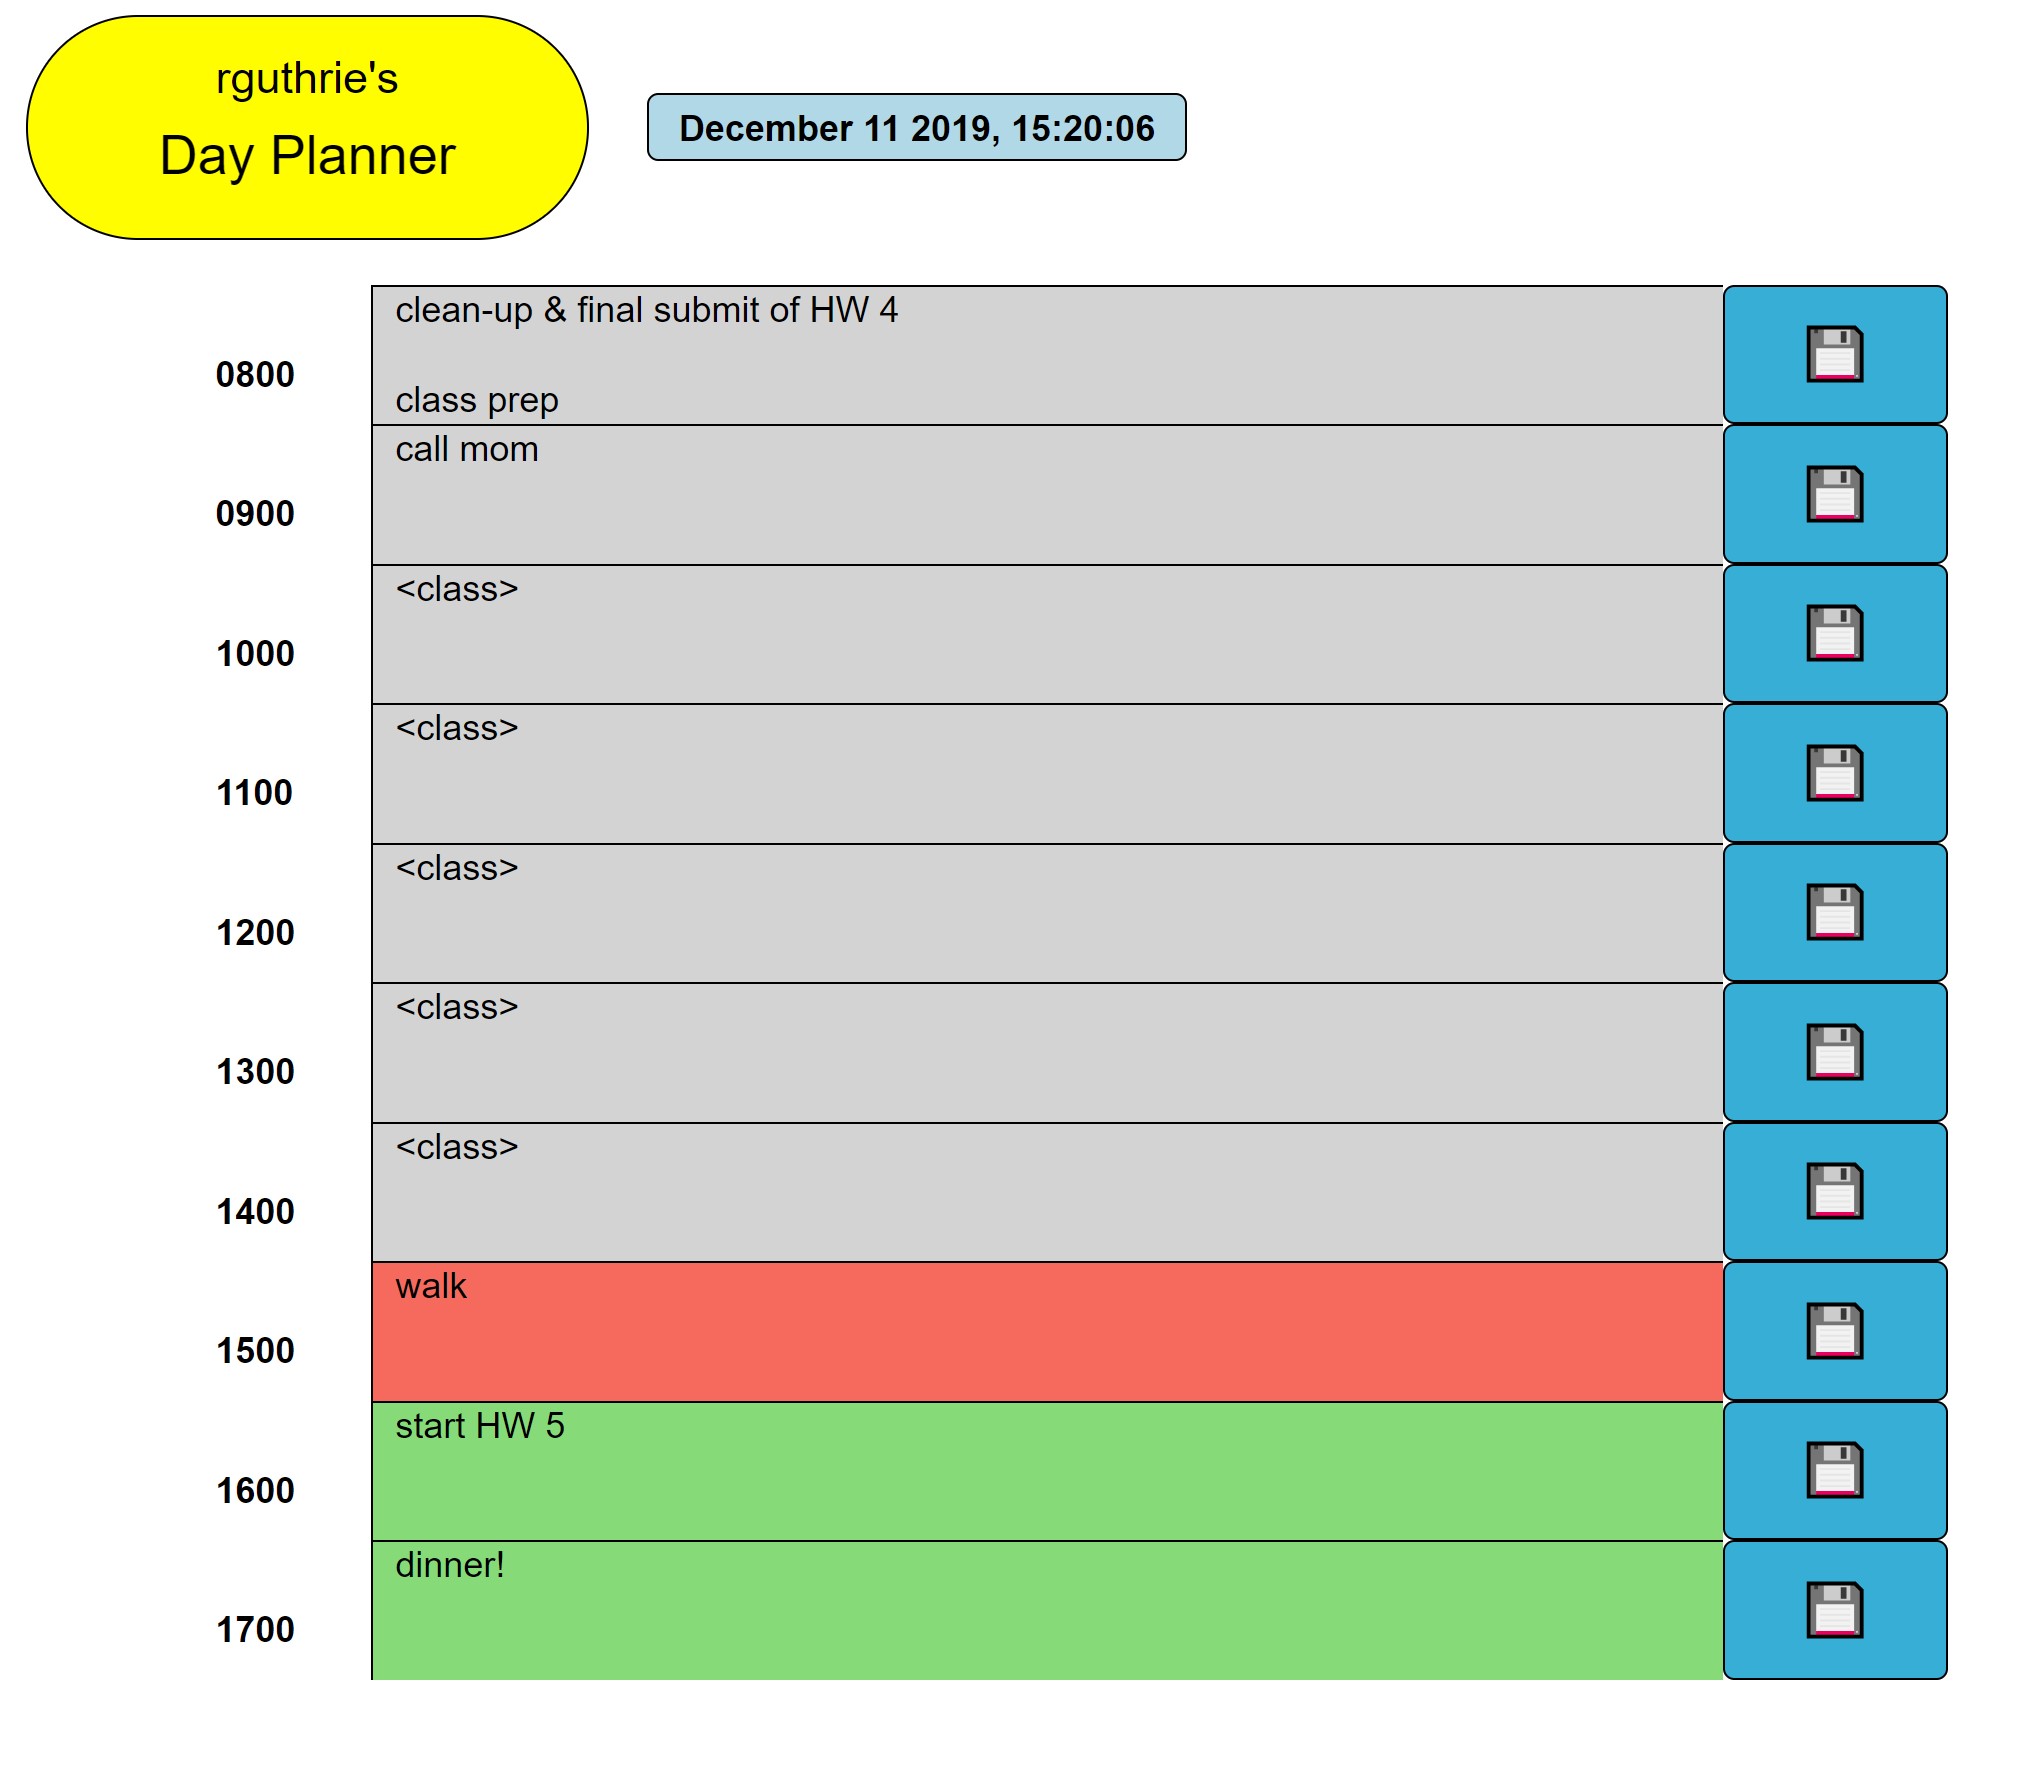 rguthrie's
Day Planner
December 11 2019, 15:20:06
0800
clean-up & final submit of HW 4
class prep
0900
call mom
1000
<class>
1100
<class>
1200
<class>
1300
<class>
1400
<class>
1500
walk
1600
start HW 5
1700
dinner!